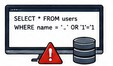 SELECT * FROM users
WHERE name = '.' OR '1'='1